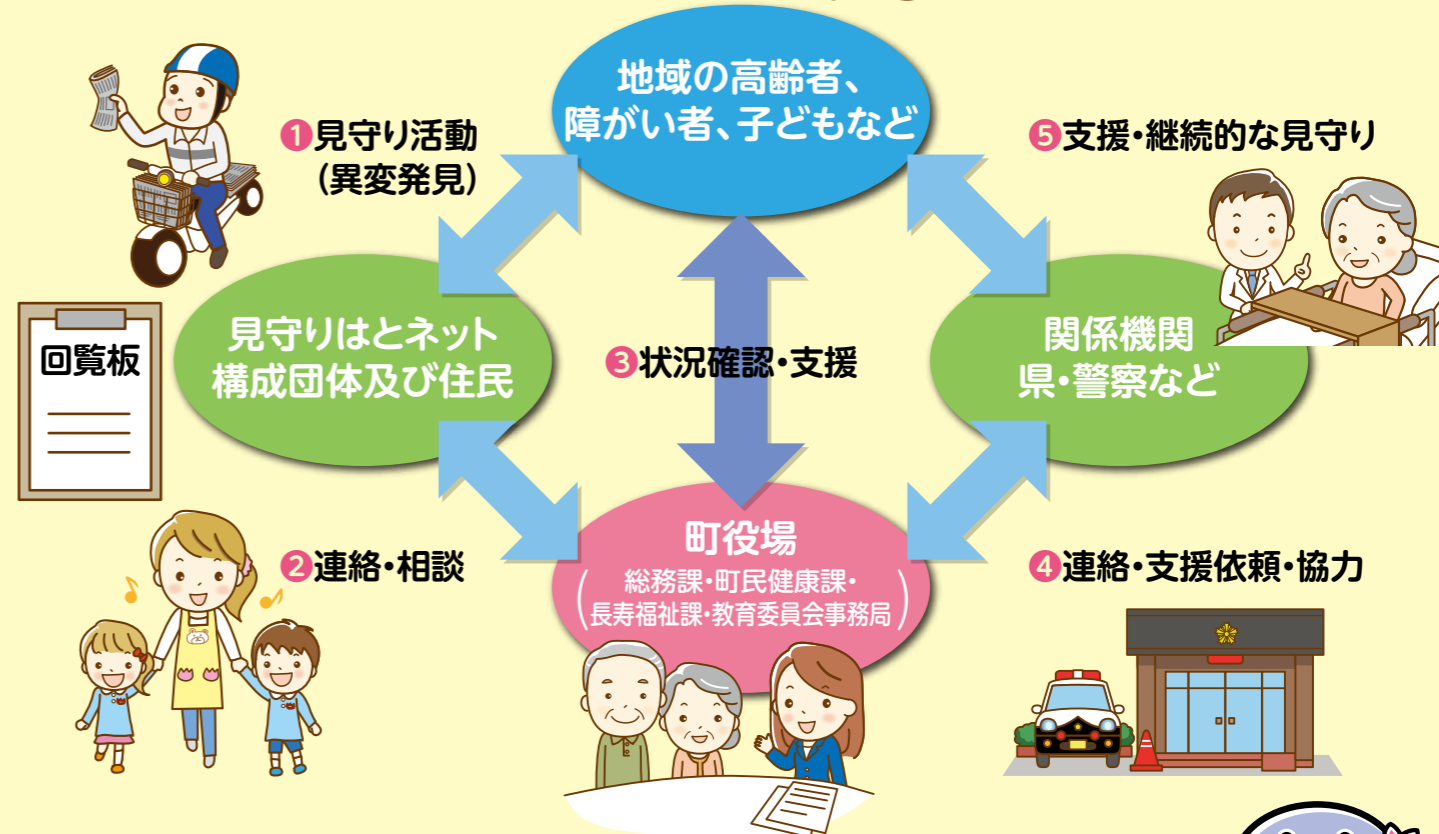 地域の高齢者、
障がい者、子どもなど
❶見守り活動
(異変発見)
❺支援・継続的な見守り
見守りはとネット
構成団体及び住民
回覧板
❸状況確認・支援
関係機関
県・警察など
❷連絡・相談
町役場
(総務課・町民健康課・
長寿福祉課・教育委員会事務局)
❹連絡・支援依頼・協力